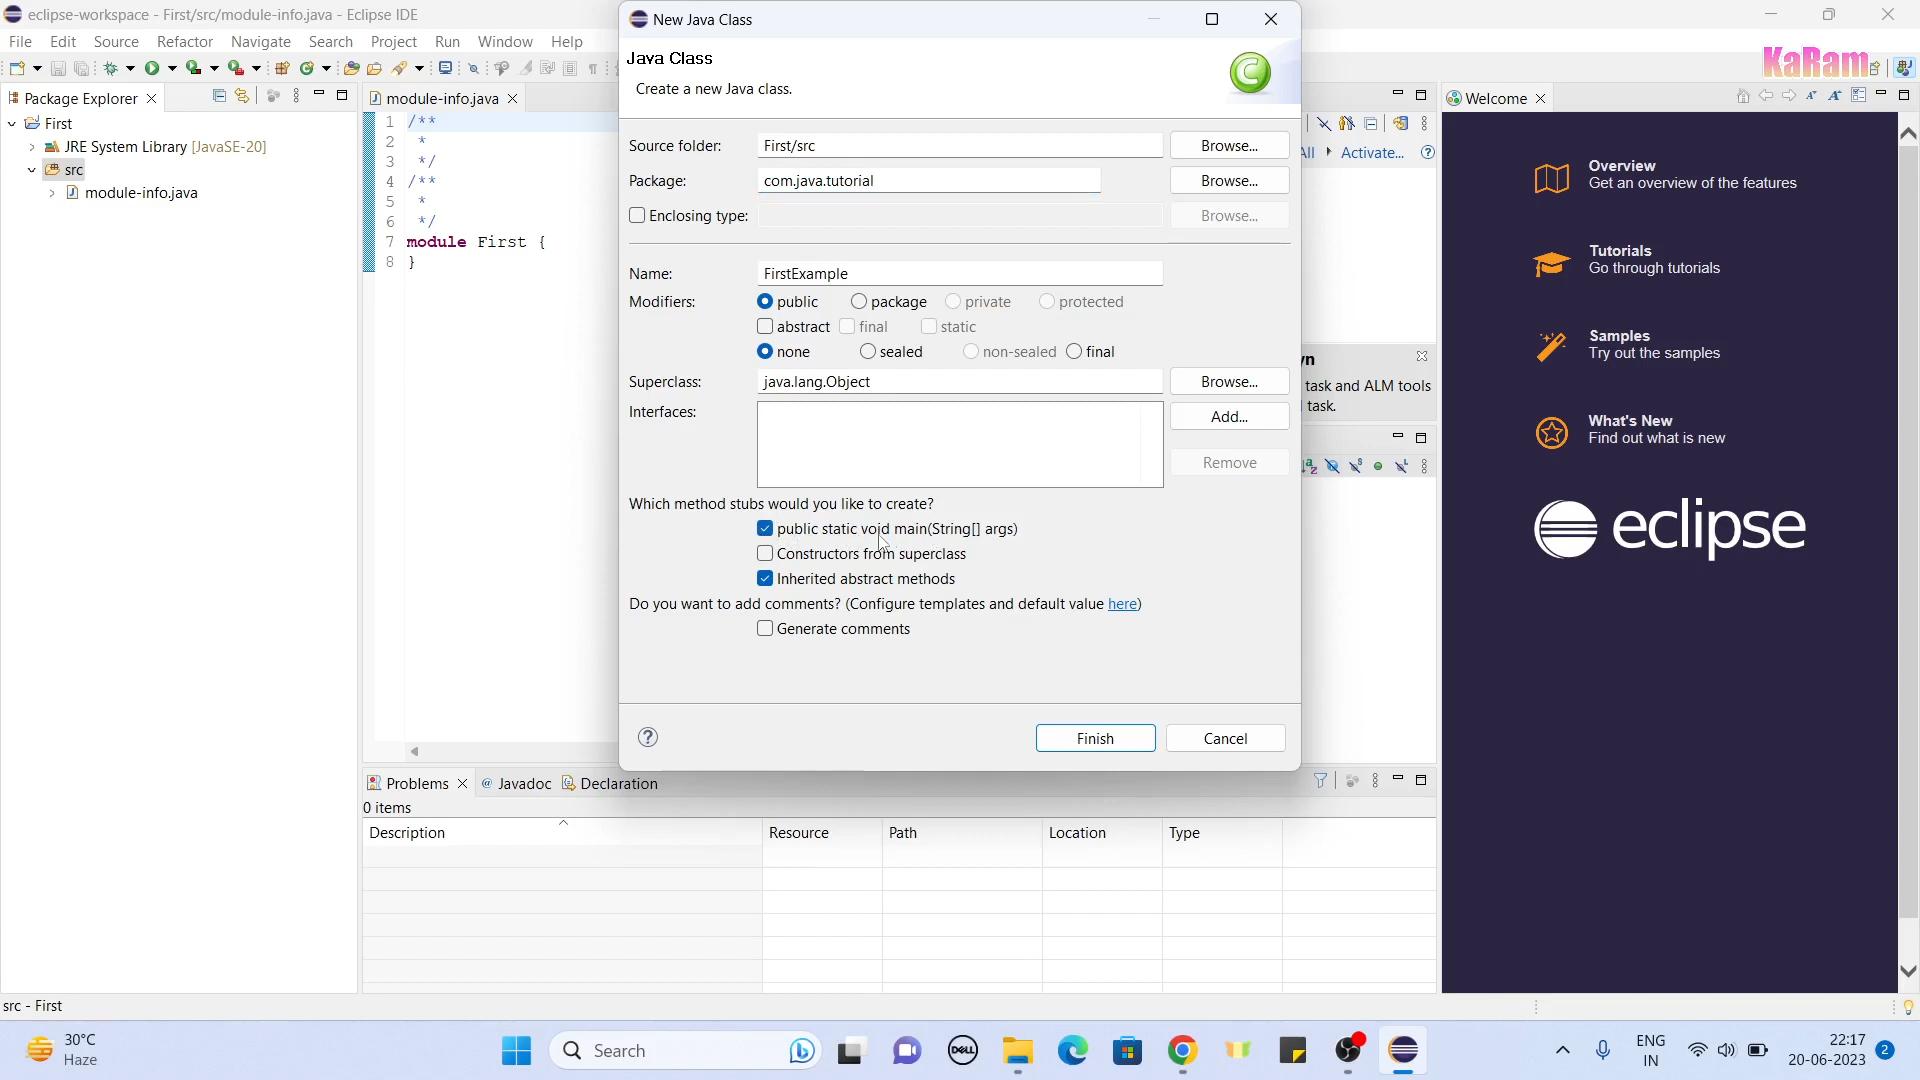 eclipse-workspace - First/src/module-info.java - Eclipse IDE
File Edit Source Refactor Navigate Search Project Run Window Help
KaRam
Package Explorer
First
JRE System Library [JavaSE-20]
src
module-info.java
module-info.java
1 /**
2 *
3 */
4 /**
5 *
6 */
7 module First {
8 }
New Java Class
Java Class
Create a new Java class.
Source folder: First/src Browse...
Package: com.java.tutorial Browse...
Enclosing type: Browse...
Name: FirstExample
Modifiers: public package private protected
abstract final static
none sealed non-sealed final
Superclass: java.lang.Object Browse...
Interfaces: Add...
Remove
Which method stubs would you like to create?
public static void main(String[] args)
Constructors from superclass
Inherited abstract methods
Do you want to add comments? (Configure templates and default value here)
Generate comments
Finish Cancel
All Activate...
yn
task and ALM tools
task.
Welcome
Overview
Get an overview of the features
Tutorials
Go through tutorials
Samples
Try out the samples
What's New
Find out what is new
eclipse
Problems Javadoc Declaration
0 items
Description Resource Path Location Type
src - First
30°C
Haze
Search
DELL
ENG
IN
22:17
20-06-2023
2